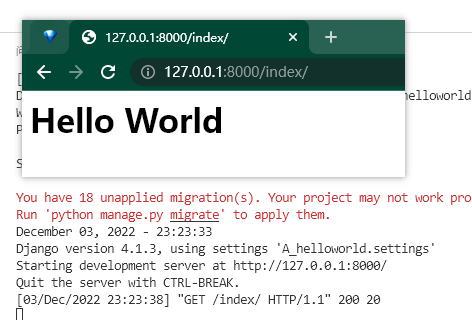 127.0.0.1:8000/index/
127.0.0.1:8000/index/
Hello World
helloworld
You have 18 unapplied migration(s). Your project may not work pro
Run 'python manage.py migrate' to apply them.
December 03, 2022 - 23:23:33
Django version 4.1.3, using settings 'A_helloworld.settings'
Starting development server at http://127.0.0.1:8000/
Quit the server with CTRL-BREAK.
[03/Dec/2022 23:23:38] "GET /index/ HTTP/1.1" 200 20